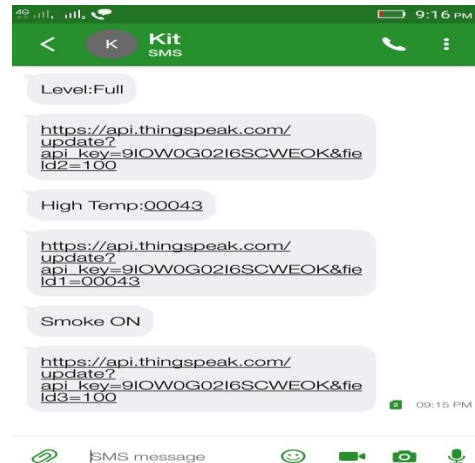 4G 9:16 PM
K Kit
SMS
Level:Full
https://api.thingspeak.com/
update?
api_key=9IOW0G02I6SCWEOK&fie
ld2=100
High Temp:00043
https://api.thingspeak.com/
update?
api_key=9IOW0G02I6SCWEOK&fie
ld1=00043
Smoke ON
https://api.thingspeak.com/
update?
api_key=9IOW0G02I6SCWEOK&fie
ld3=100
2 09:15 PM
SMS message